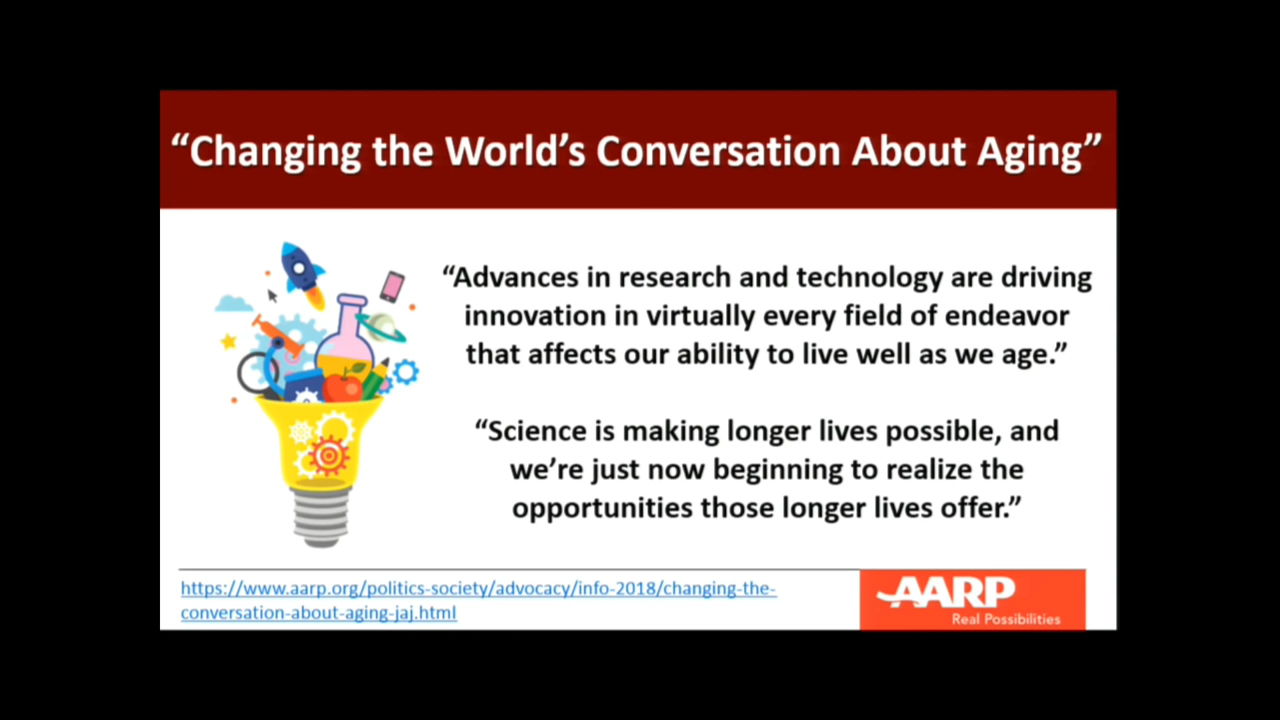 “Changing the World’s Conversation About Aging”
“Advances in research and technology are driving
innovation in virtually every field of endeavor
that affects our ability to live well as we age.”
“Science is making longer lives possible, and
we’re just now beginning to realize the
opportunities those longer lives offer.”
https://www.aarp.org/politics-society/advocacy/info-2018/changing-the-
conversation-about-aging-jaj.html
AARP
Real Possibilities